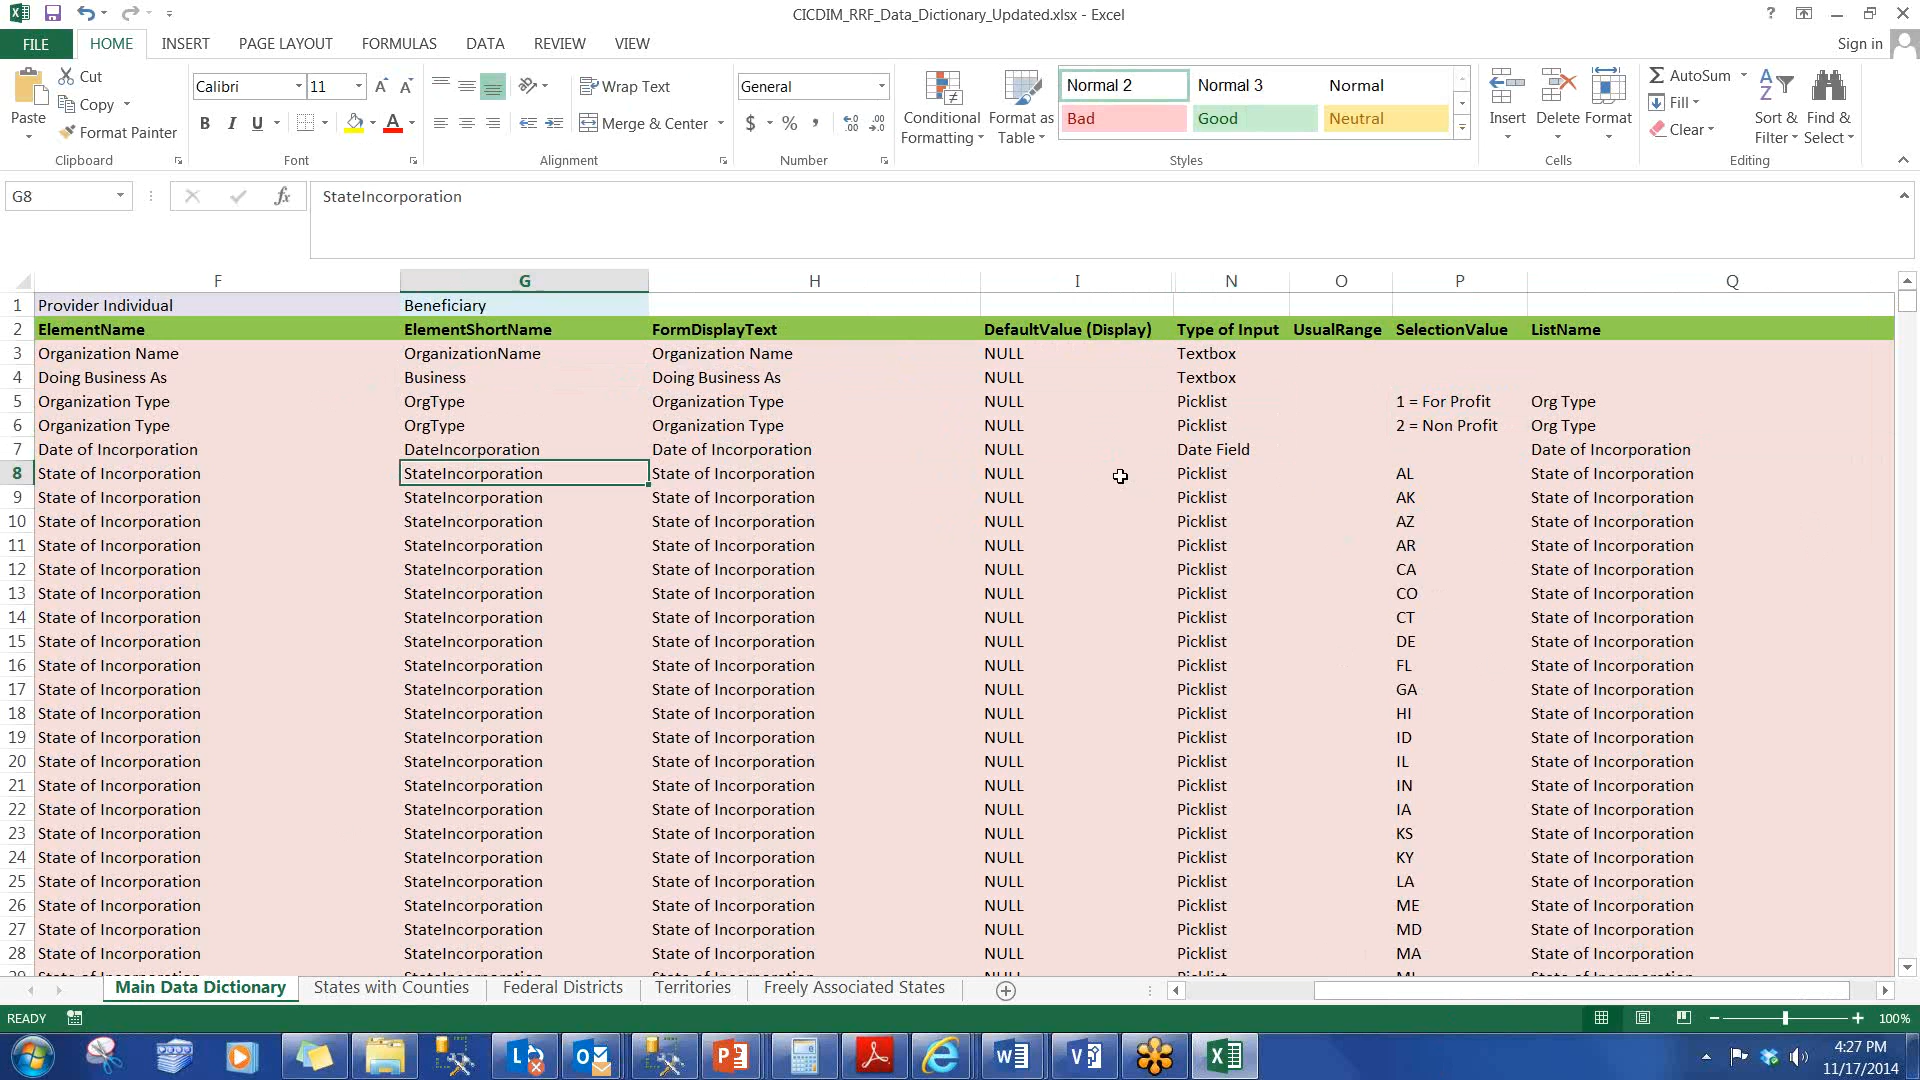 CICDIM_RRF_Data_Dictionary_Updated.xlsx - Excel
FILE HOME INSERT PAGE LAYOUT FORMULAS DATA REVIEW VIEW Sign in
Cut Calibri 11 Wrap Text General Normal 2 Normal 3 Normal AutoSum
Copy Fill
Paste Format Painter B I U Merge & Center $ % Conditional Formatting Format as Table Bad Good Neutral Insert Delete Format Clear Sort & Filter Find & Select
Clipboard Font Alignment Number Styles Cells Editing
G8 fx StateIncorporation
F G H I N O P Q
1 Provider Individual Beneficiary
2 ElementName ElementShortName FormDisplayText DefaultValue (Display) Type of Input UsualRange SelectionValue ListName
3 Organization Name OrganizationName Organization Name NULL Textbox
4 Doing Business As Business Doing Business As NULL Textbox
5 Organization Type OrgType Organization Type NULL Picklist 1 = For Profit Org Type
6 Organization Type OrgType Organization Type NULL Picklist 2 = Non Profit Org Type
7 Date of Incorporation DateIncorporation Date of Incorporation NULL Date Field Date of Incorporation
8 State of Incorporation StateIncorporation State of Incorporation NULL Picklist AL State of Incorporation
9 State of Incorporation StateIncorporation State of Incorporation NULL Picklist AK State of Incorporation
10 State of Incorporation StateIncorporation State of Incorporation NULL Picklist AZ State of Incorporation
11 State of Incorporation StateIncorporation State of Incorporation NULL Picklist AR State of Incorporation
12 State of Incorporation StateIncorporation State of Incorporation NULL Picklist CA State of Incorporation
13 State of Incorporation StateIncorporation State of Incorporation NULL Picklist CO State of Incorporation
14 State of Incorporation StateIncorporation State of Incorporation NULL Picklist CT State of Incorporation
15 State of Incorporation StateIncorporation State of Incorporation NULL Picklist DE State of Incorporation
16 State of Incorporation StateIncorporation State of Incorporation NULL Picklist FL State of Incorporation
17 State of Incorporation StateIncorporation State of Incorporation NULL Picklist GA State of Incorporation
18 State of Incorporation StateIncorporation State of Incorporation NULL Picklist HI State of Incorporation
19 State of Incorporation StateIncorporation State of Incorporation NULL Picklist ID State of Incorporation
20 State of Incorporation StateIncorporation State of Incorporation NULL Picklist IL State of Incorporation
21 State of Incorporation StateIncorporation State of Incorporation NULL Picklist IN State of Incorporation
22 State of Incorporation StateIncorporation State of Incorporation NULL Picklist IA State of Incorporation
23 State of Incorporation StateIncorporation State of Incorporation NULL Picklist KS State of Incorporation
24 State of Incorporation StateIncorporation State of Incorporation NULL Picklist KY State of Incorporation
25 State of Incorporation StateIncorporation State of Incorporation NULL Picklist LA State of Incorporation
26 State of Incorporation StateIncorporation State of Incorporation NULL Picklist ME State of Incorporation
27 State of Incorporation StateIncorporation State of Incorporation NULL Picklist MD State of Incorporation
28 State of Incorporation StateIncorporation State of Incorporation NULL Picklist MA State of Incorporation
Main Data Dictionary States with Counties Federal Districts Territories Freely Associated States
READY 100%
4:27 PM
11/17/2014